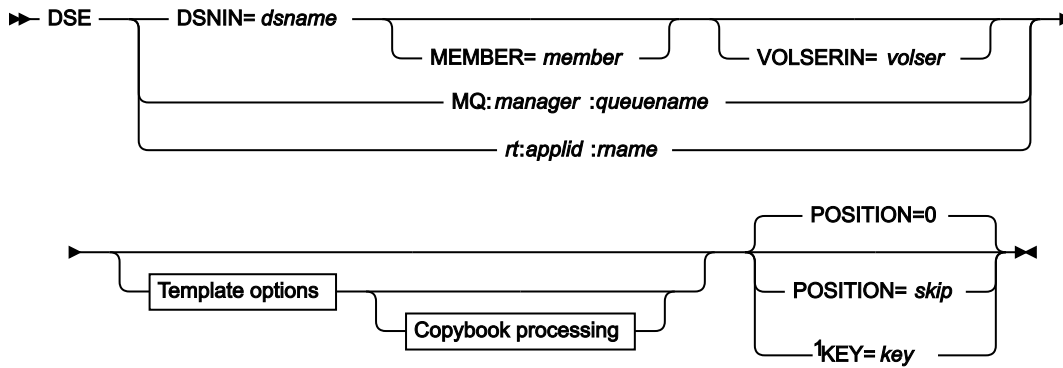 DSE DSNIN= dsname
MEMBER= member VOLSERIN= volser
MQ: manager :queuename
rt:applid :rname
POSITION=0
Template options POSITION= skip
Copybook processing
1KEY= key